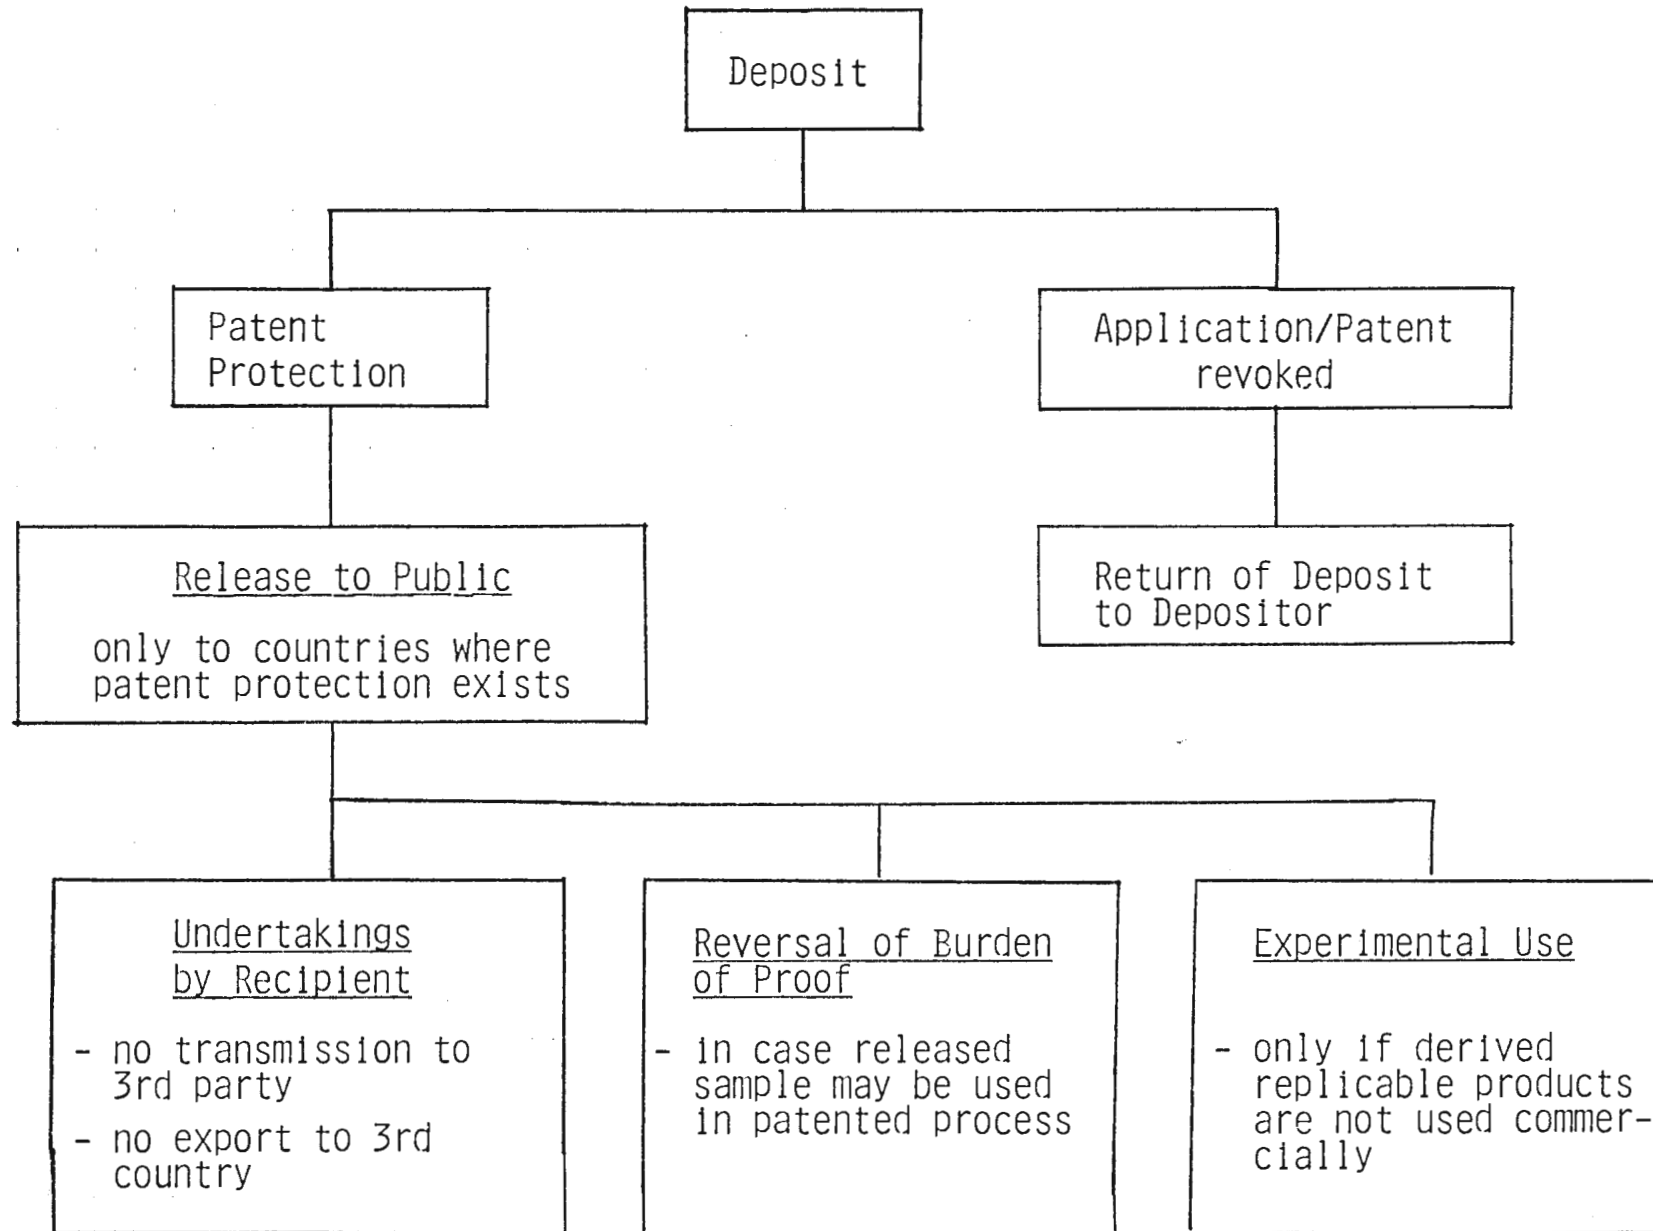 Deposit
Patent
Protection
Application/Patent
revoked
Release to Public
only to countries where
patent protection exists
Return of Deposit
to Depositor
Undertakings
by Recipient
- no transmission to
3rd party
- no export to 3rd
country
Reversal of Burden
of Proof
- in case released
sample may be used
in patented process
Experimental Use
- only if derived
replicable products
are not used commer-
cially